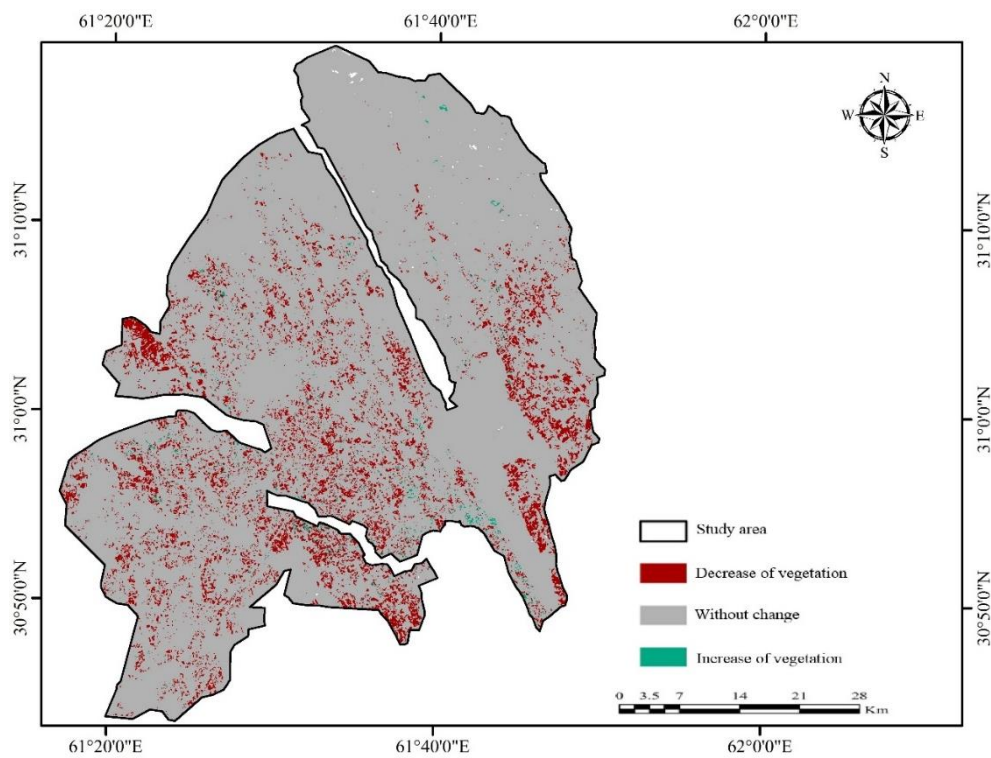 61°20'0"E 61°40'0"E 62°0'0"E
N
W E
S
31°10'0"N 31°10'0"N
31°0'0"N 31°0'0"N
Study area
Decrease of vegetation
30°50'0"N 30°50'0"N
Without change
Increase of vegetation
0 3.5 7 14 21 28
Km
61°20'0"E 61°40'0"E 62°0'0"E